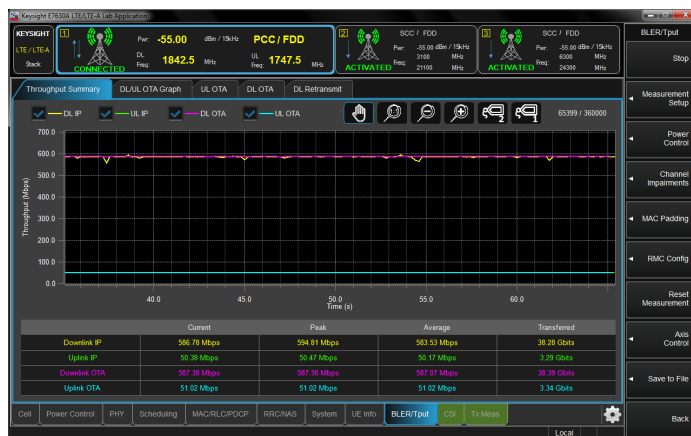 Keysight E7630A LTE/LTE-A Lab Application
KEYSIGHT
LTE / LTE-A
Stack
1
CONNECTED
Pwr: -55.00 dBm / 15kHz PCC / FDD
DL Freq: 1842.5 MHz UL Freq: 1747.5 MHz
2
ACTIVATED
SCC / FDD
Pwr: -55.00 dBm / 15kHz
3100 MHz
Freq: 21100 MHz
3
ACTIVATED
SCC / FDD
Pwr: -55.00 dBm / 15kHz
6300 MHz
Freq: 24300 MHz
BLER/Tput
Stop
Measurement Setup
Power Control
Channel Impairments
MAC Padding
RMC Config
Reset Measurement
Axis Control
Save to File
Back
Throughput Summary DL/UL OTA Graph UL OTA DL OTA DL Retransmit
DL IP UL IP DL OTA UL OTA 1:1 2 1 65399 / 360000
Throughput (Mbps)
700.0
600.0
500.0
400.0
300.0
200.0
100.0
0.0
40.0 45.0 50.0 55.0 60.0
Time (s)
Current Peak Average Transferred
Downlink IP 586.78 Mbps 594.81 Mbps 583.53 Mbps 38.28 Gbits
Uplink IP 50.38 Mbps 50.47 Mbps 50.17 Mbps 3.29 Gbits
Downlink OTA 587.38 Mbps 587.39 Mbps 587.07 Mbps 38.39 Gbits
Uplink OTA 51.02 Mbps 51.02 Mbps 51.02 Mbps 3.34 Gbits
Cell Power Control PHY Scheduling MAC/RLC/PDCP RRC/NAS System UE Info BLER/Tput CSI Tx Meas
Local